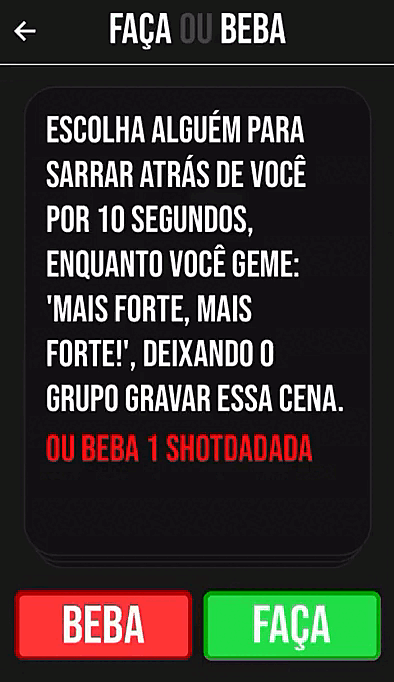 FAÇA OU BEBA
ESCOLHA ALGUÉM PARA
SARRAR ATRÁS DE VOCÊ
POR 10 SEGUNDOS,
ENQUANTO VOCÊ GEME:
'MAIS FORTE, MAIS
FORTE!', DEIXANDO O
GRUPO GRAVAR ESSA CENA.
OU BEBA 1 SHOTDADADA
BEBA
FAÇA